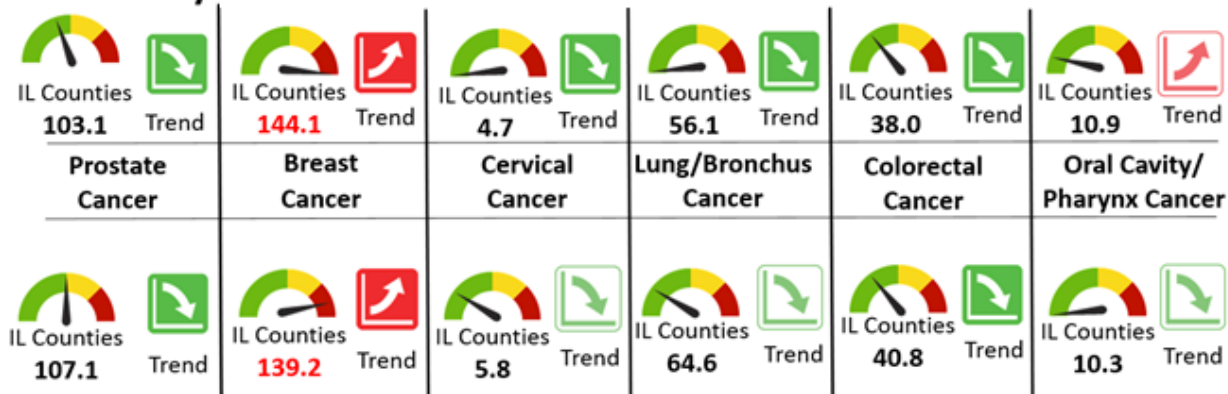 IL Counties
103.1 Trend
IL Counties
144.1 Trend
IL Counties
4.7 Trend
IL Counties
56.1 Trend
IL Counties
38.0 Trend
IL Counties
10.9 Trend
Prostate
Cancer
Breast
Cancer
Cervical
Cancer
Lung/Bronchus
Cancer
Colorectal
Cancer
Oral Cavity/
Pharynx Cancer
IL Counties
107.1 Trend
IL Counties
139.2 Trend
IL Counties
5.8 Trend
IL Counties
64.6 Trend
IL Counties
40.8 Trend
IL Counties
10.3 Trend